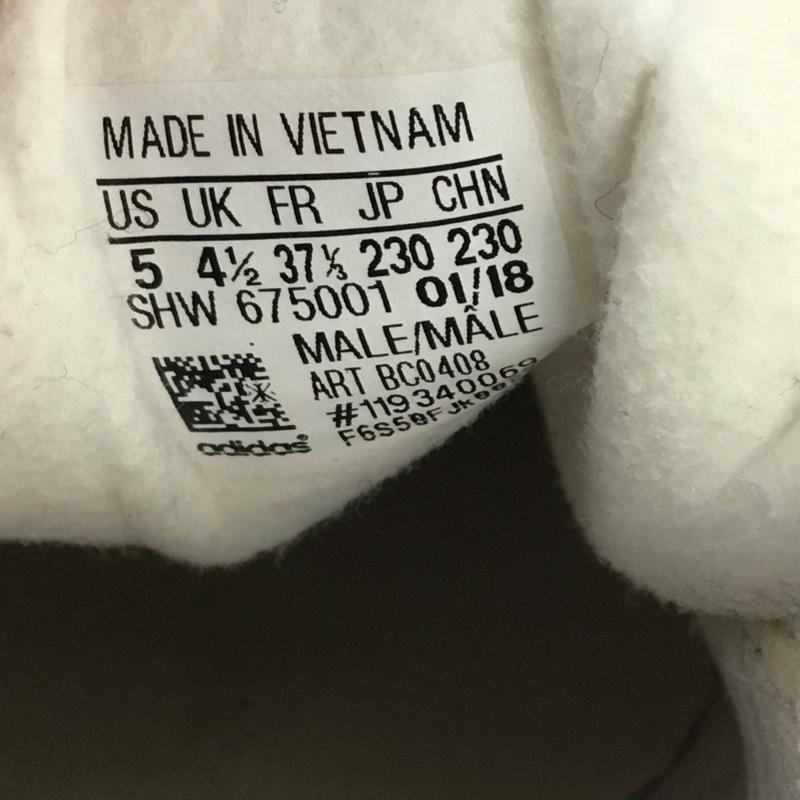 MADE IN VIETNAM
US UK FR JP CHN
5 4½ 37⅓ 230 230
SHW 675001 01/18
MALE/MÂLE
ART BC0408
#119340069
adidas®